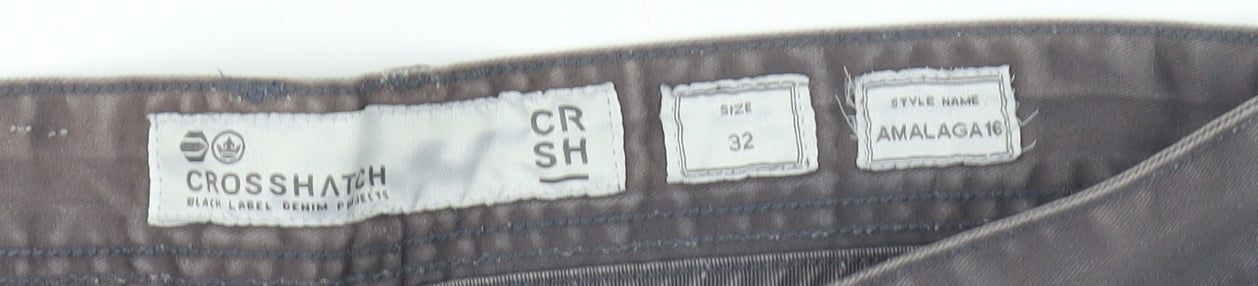 CROSSHATCH
BLACK LABEL DENIM PROJECTS
CR
SH
SIZE
32
STYLE NAME
AMALAGA16